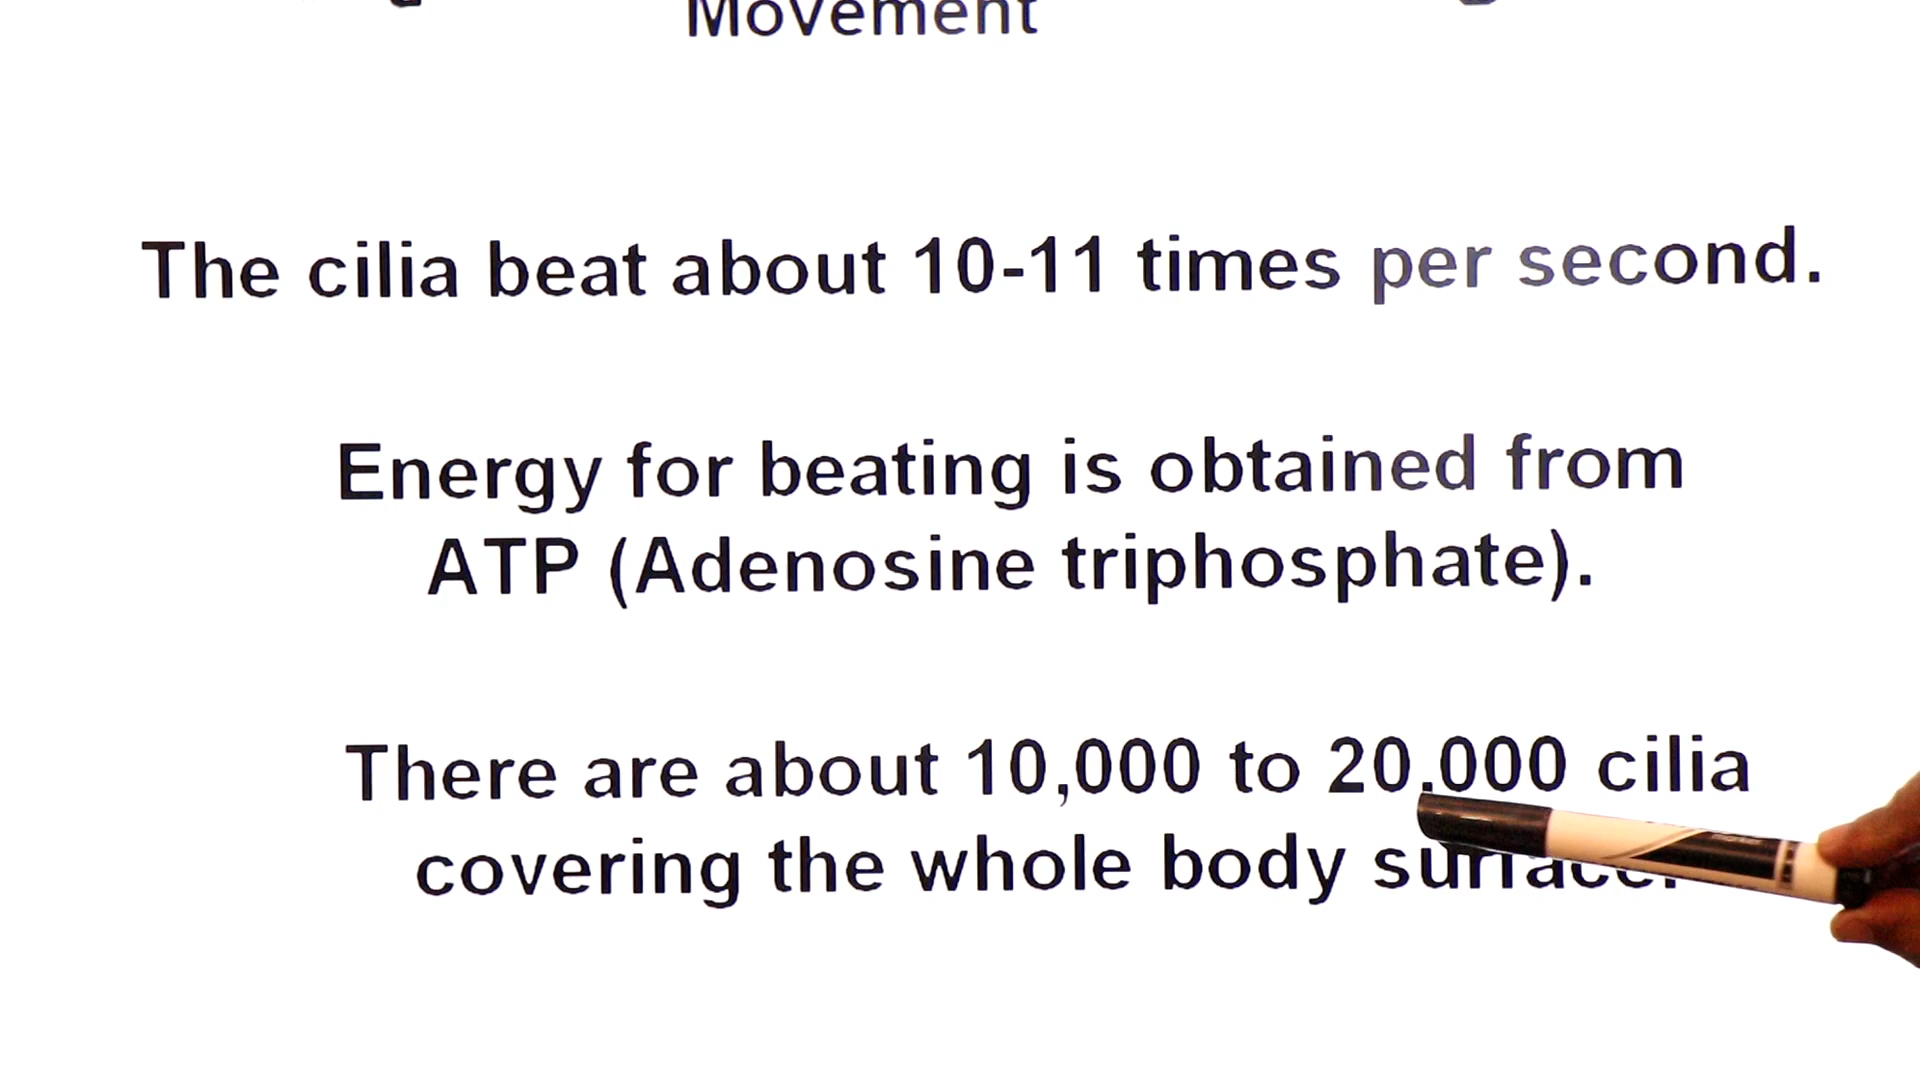 Movement
The cilia beat about 10-11 times per second.
Energy for beating is obtained from
ATP (Adenosine triphosphate).
There are about 10,000 to 20,000 cilia
covering the whole body surface.